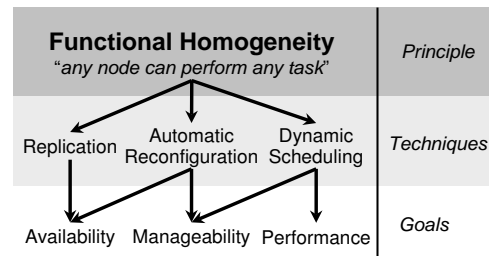 Functional Homogeneity
“any node can perform any task”
Principle
Replication
Automatic
Reconfiguration
Dynamic
Scheduling
Techniques
Availability
Manageability
Performance
Goals